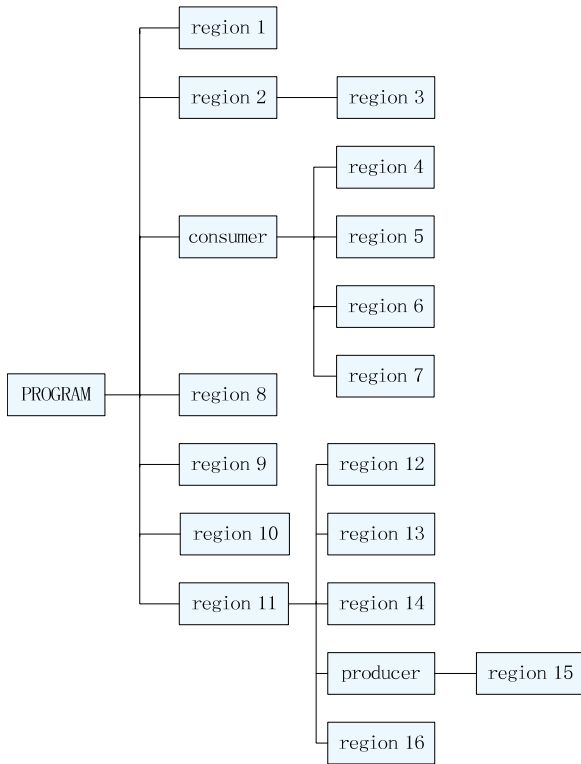 region 1
region 2
region 3
region 4
consumer
region 5
region 6
region 7
PROGRAM
region 8
region 9
region 12
region 10
region 13
region 11
region 14
producer
region 15
region 16